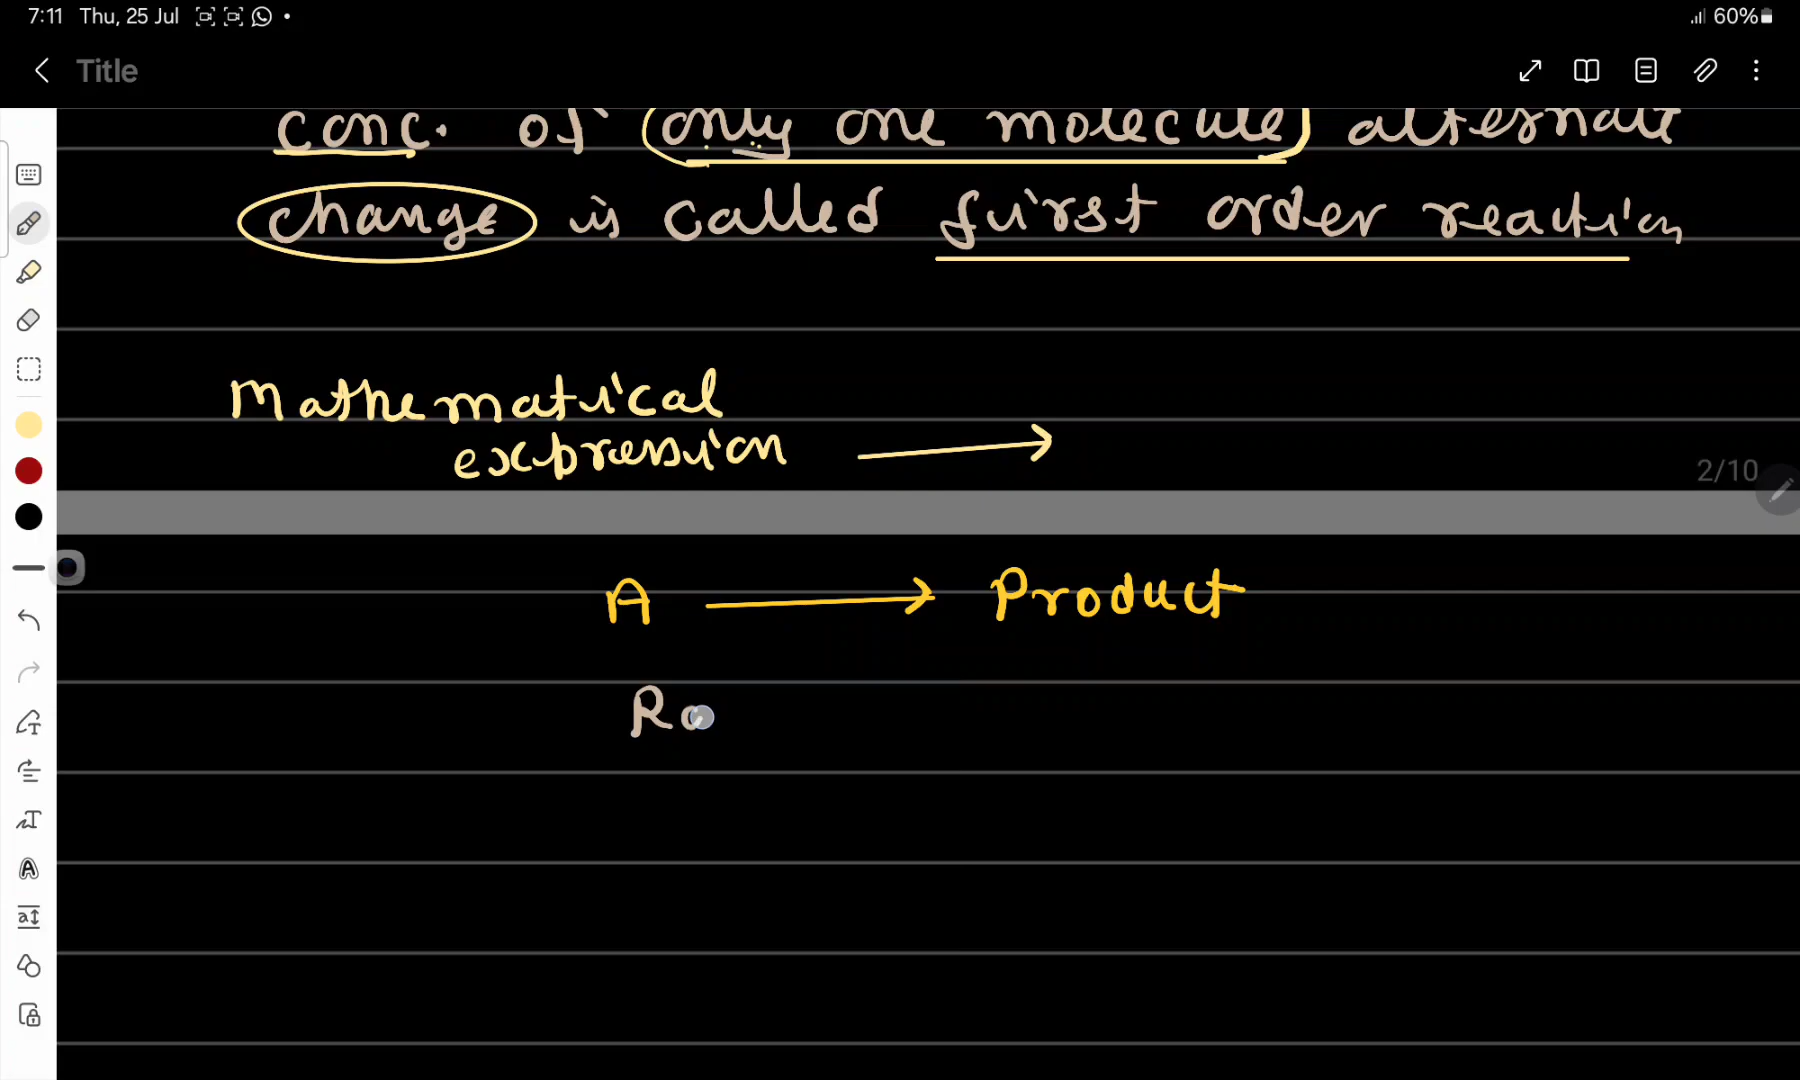 7:11 Thu, 25 Jul 60%
Title
conc. of only one molecule alternate
change is called first order reaction
Mathematical
expression →
2/10
A → Product
Ra